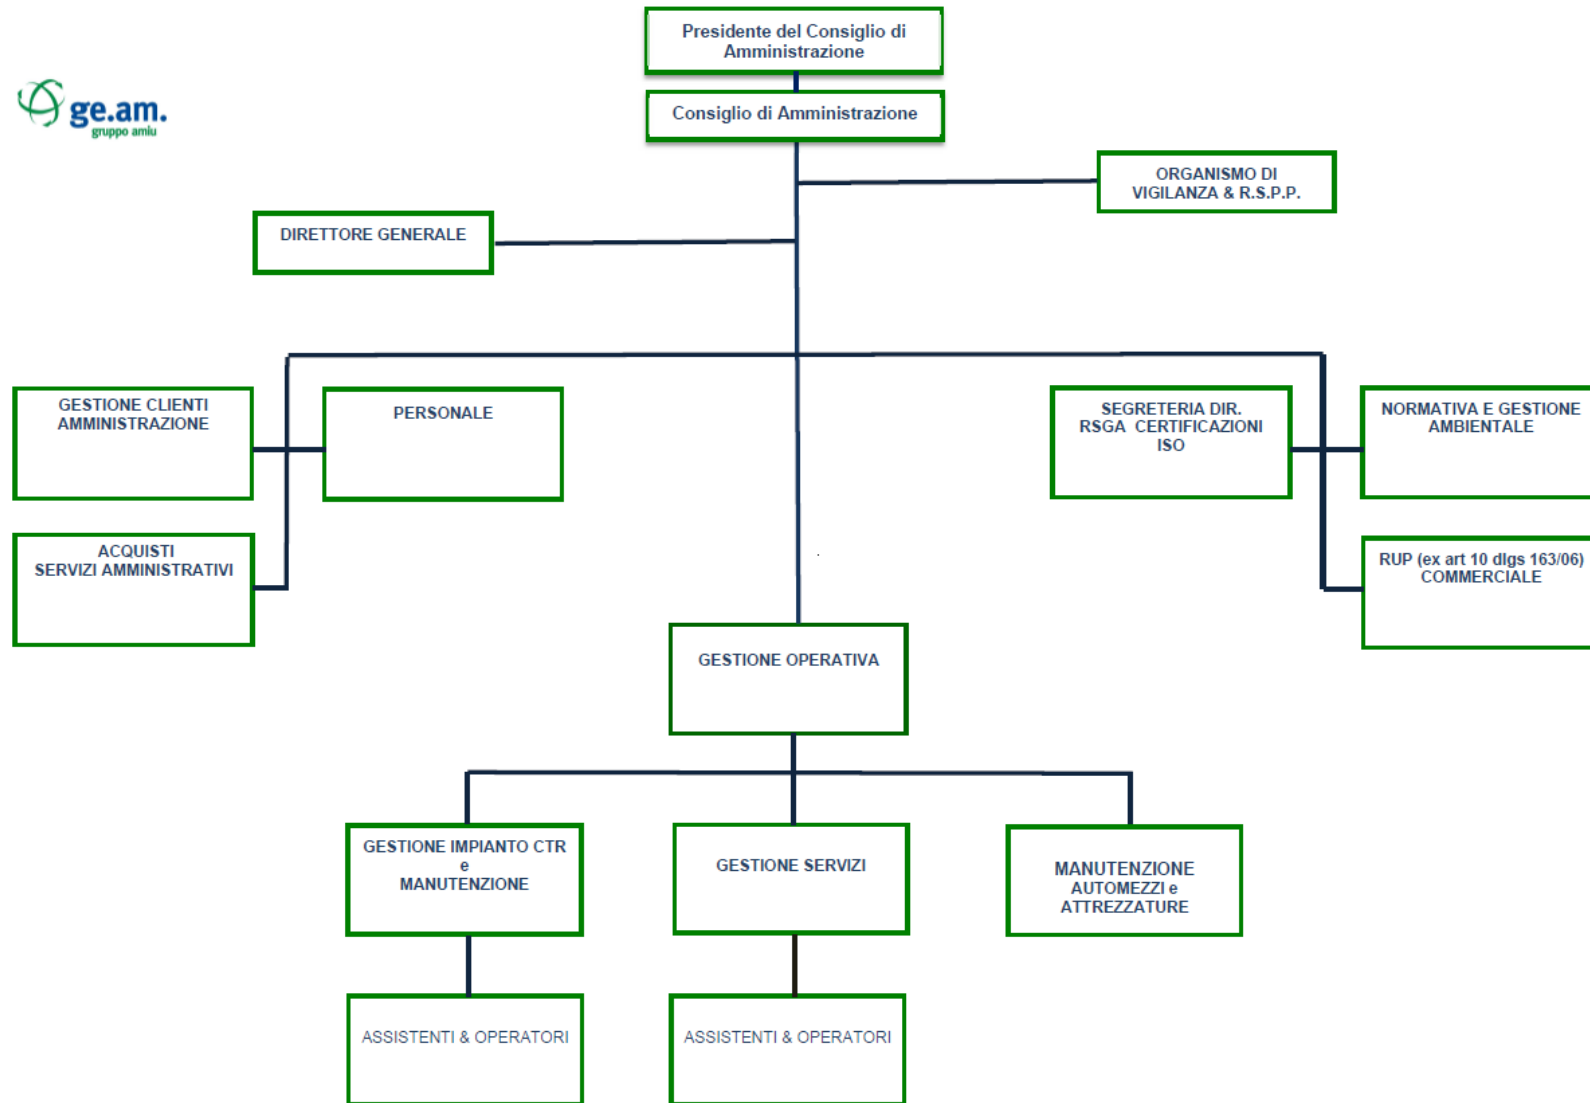 Presidente del Consiglio di
Amministrazione
ge.am.
gruppo amiu
Consiglio di Amministrazione
ORGANISMO DI
VIGILANZA & R.S.P.P.
DIRETTORE GENERALE
GESTIONE CLIENTI
AMMINISTRAZIONE
PERSONALE
SEGRETERIA DIR.
RSGA CERTIFICAZIONI
ISO
NORMATIVA E GESTIONE
AMBIENTALE
ACQUISTI
SERVIZI AMMINISTRATIVI
RUP (ex art 10 dlgs 163/06)
COMMERCIALE
GESTIONE OPERATIVA
GESTIONE IMPIANTO CTR
e
MANUTENZIONE
GESTIONE SERVIZI
MANUTENZIONE
AUTOMEZZI e
ATTREZZATURE
ASSISTENTI & OPERATORI
ASSISTENTI & OPERATORI